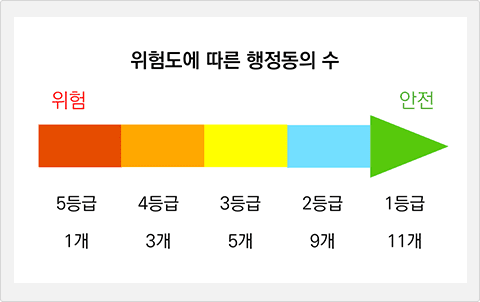 위험도에 따른 행정동의 수
위험 안전
5등급 4등급 3등급 2등급 1등급
1개 3개 5개 9개 11개